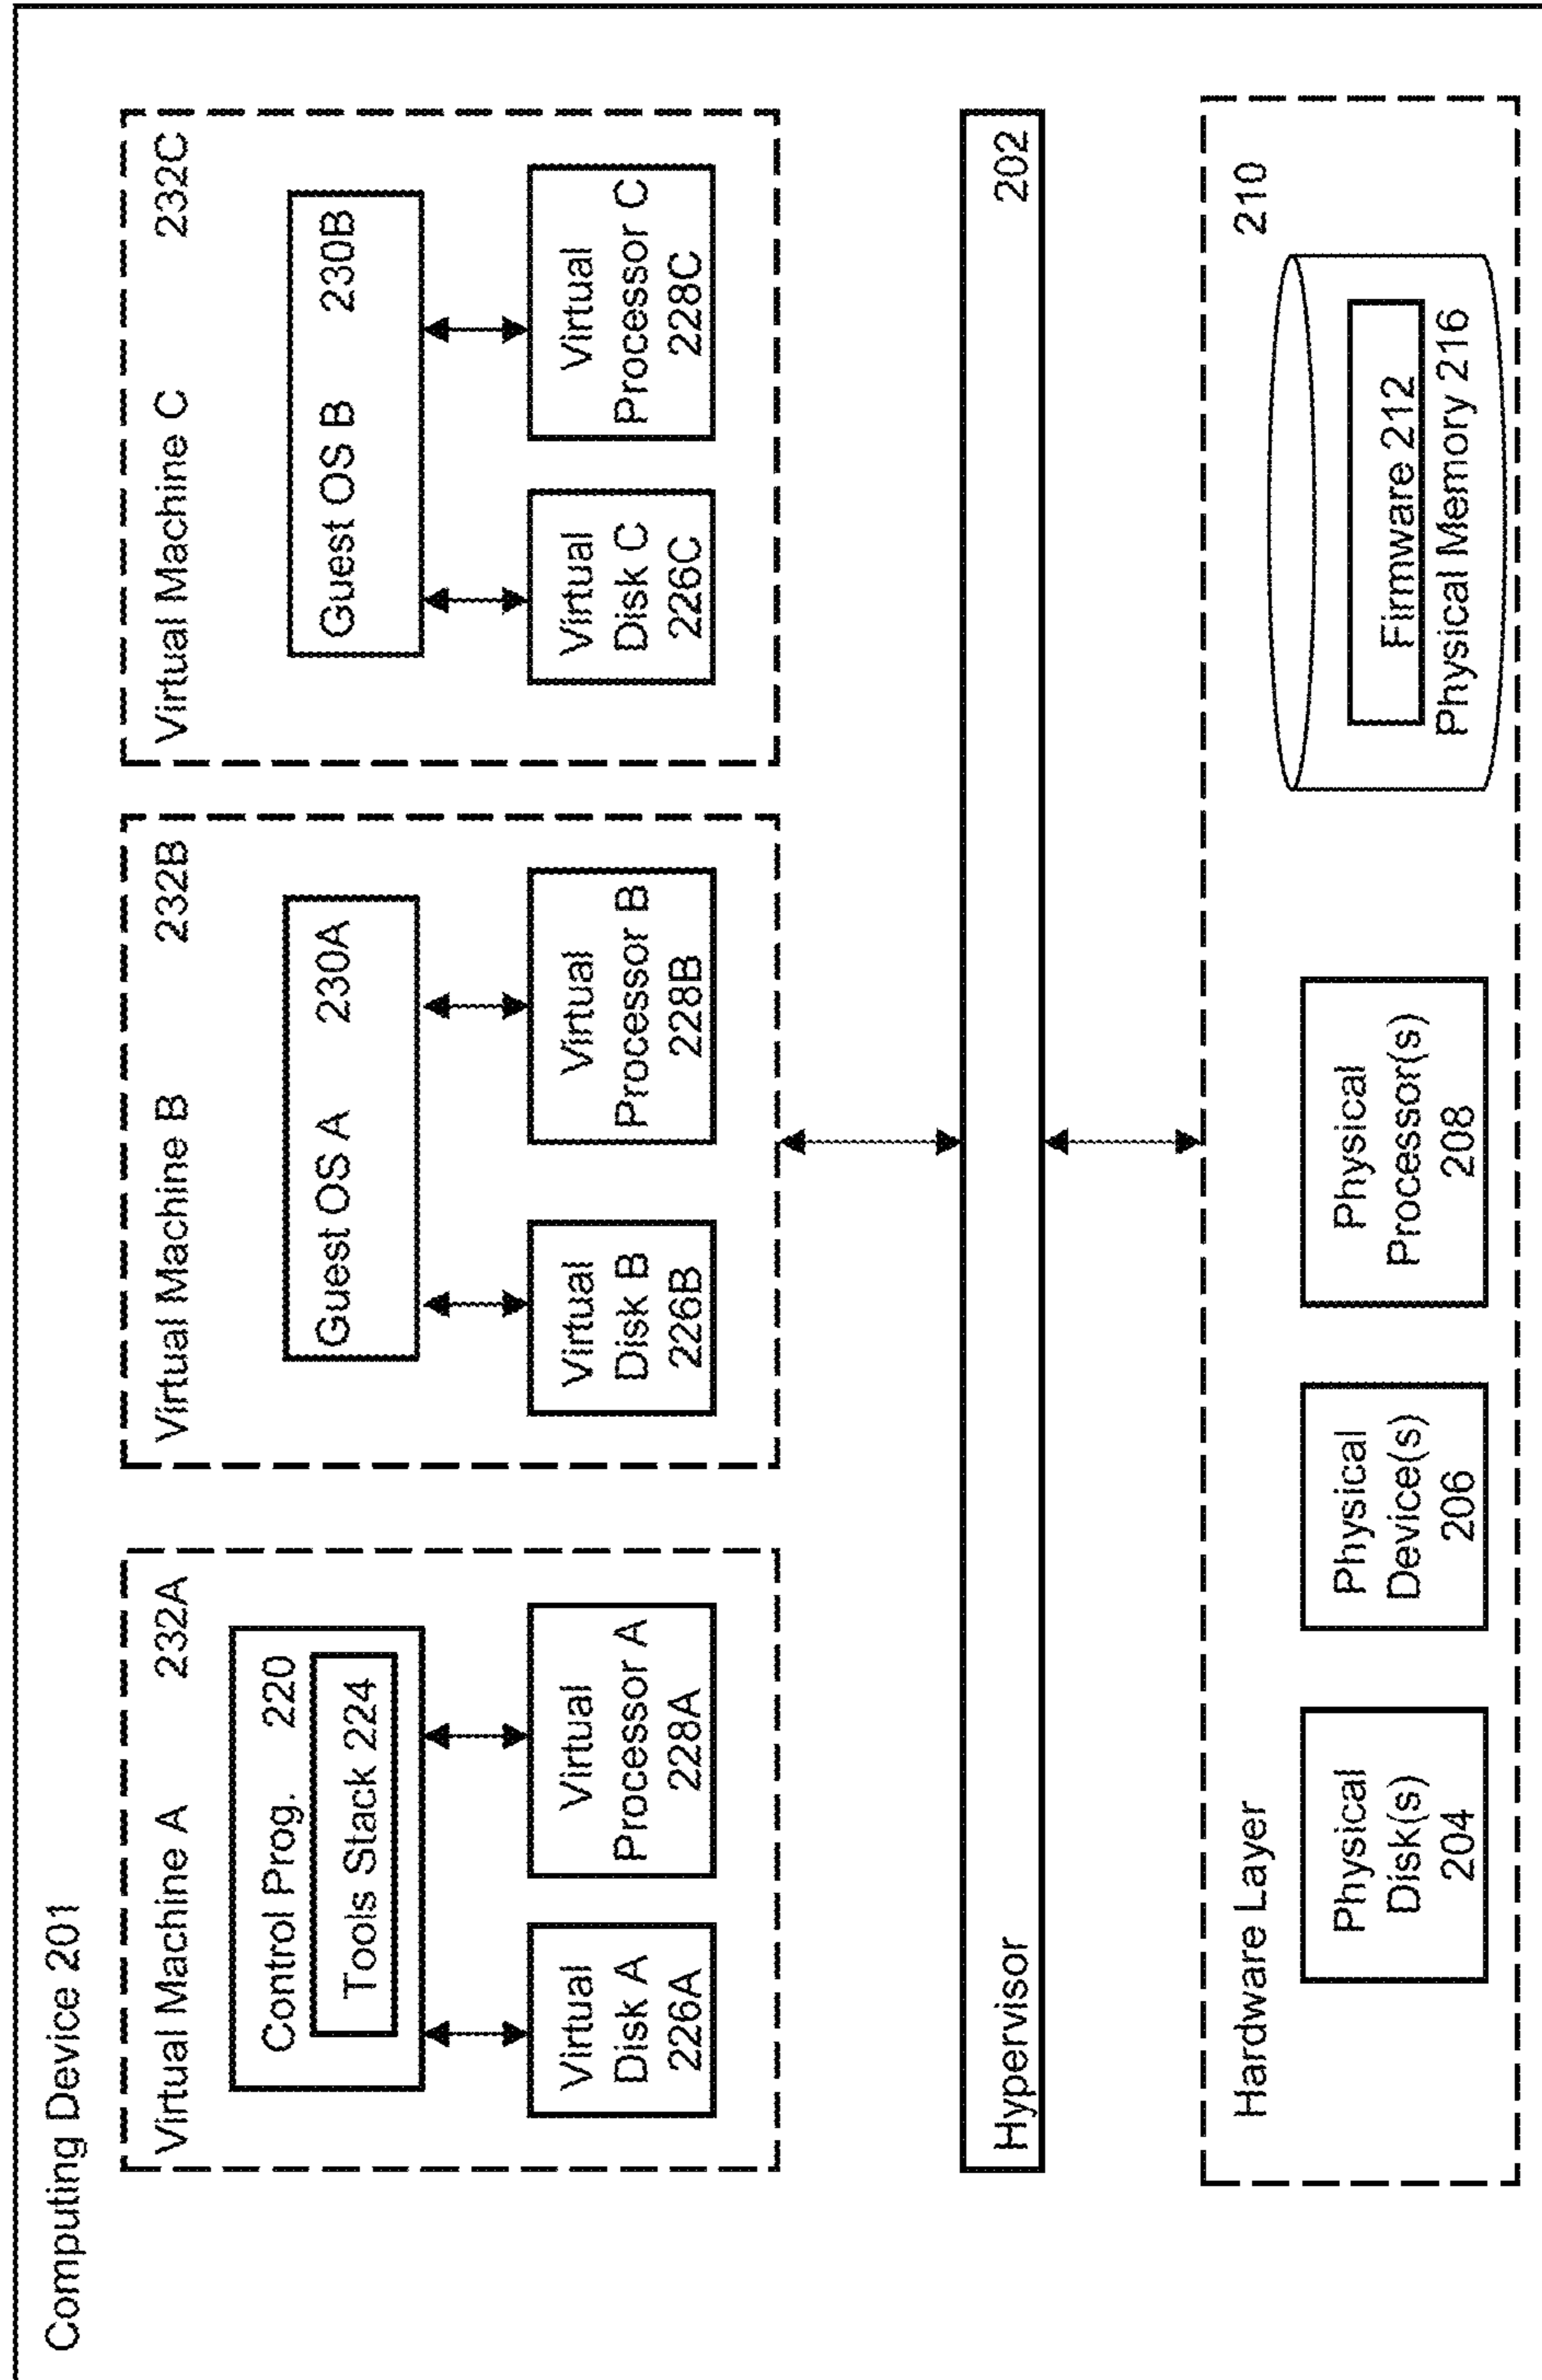 Computing Device 201
Virtual Machine A 232A
Control Prog. 220
Tools Stack 224
Virtual
Disk A
226A
Virtual
Processor A
228A
Virtual Machine B 232B
Guest OS A 230A
Virtual
Disk B
226B
Virtual
Processor B
228B
Virtual Machine C 232C
Guest OS B 230B
Virtual
Disk C
226C
Virtual
Processor C
228C
Hypervisor 202
Hardware Layer 210
Physical
Disk(s)
204
Physical
Device(s)
206
Physical
Processor(s)
208
Firmware 212
Physical Memory 216